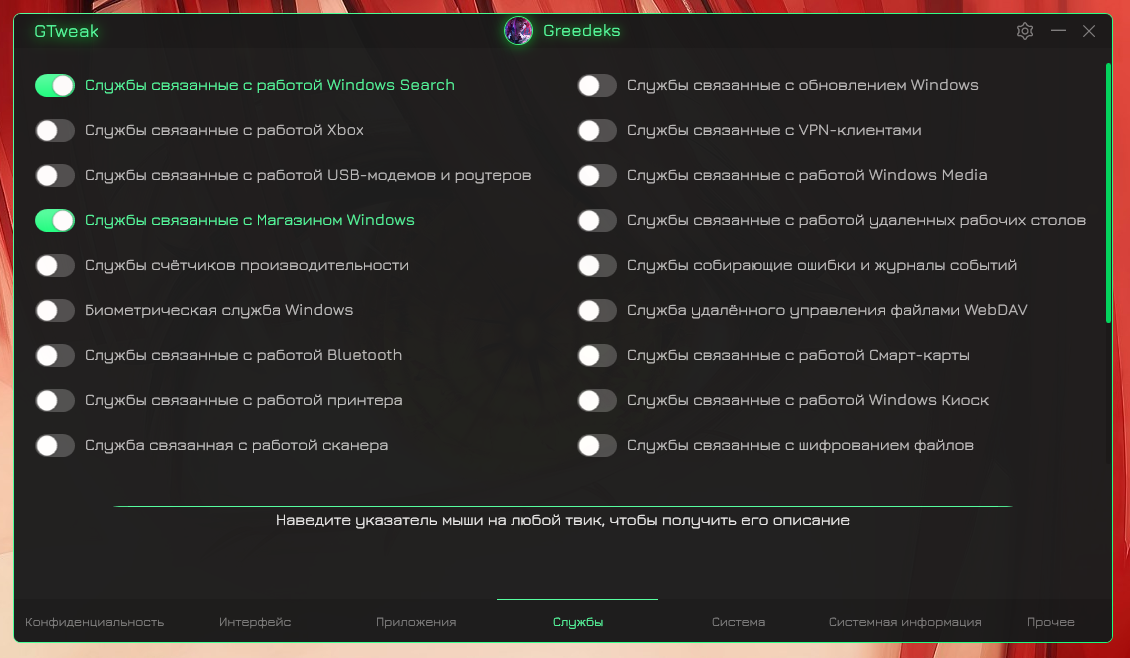 GTweak
Greedeks
Службы связанные с работой Windows Search
Службы связанные с обновлением Windows
Службы связанные с работой Xbox
Службы связанные с VPN-клиентами
Службы связанные с работой USB-модемов и роутеров
Службы связанные с работой Windows Media
Службы связанные с Магазином Windows
Службы связанные с работой удаленных рабочих столов
Службы счётчиков производительности
Службы собирающие ошибки и журналы событий
Биометрическая служба Windows
Служба удалённого управления файлами WebDAV
Службы связанные с работой Bluetooth
Службы связанные с работой Смарт-карты
Службы связанные с работой принтера
Службы связанные с работой Windows Киоск
Служба связанная с работой сканера
Службы связанные с шифрованием файлов
Наведите указатель мыши на любой твик, чтобы получить его описание
Конфиденциальность
Интерфейс
Приложения
Службы
Система
Системная информация
Прочее